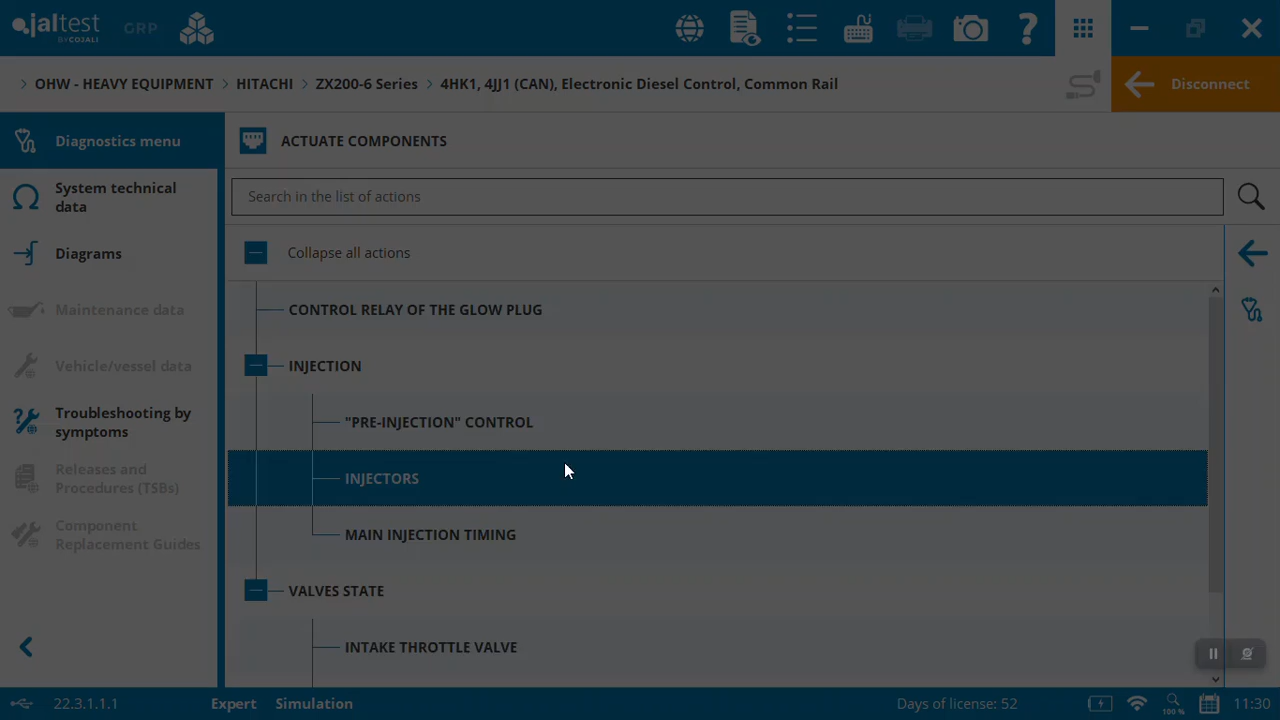 jaltest
BY COJALI
GRP
OHW - HEAVY EQUIPMENT > HITACHI > ZX200-6 Series > 4HK1, 4JJ1 (CAN), Electronic Diesel Control, Common Rail
Disconnect
Diagnostics menu
ACTUATE COMPONENTS
System technical
data
Search in the list of actions
Diagrams
Collapse all actions
Maintenance data
CONTROL RELAY OF THE GLOW PLUG
Vehicle/vessel data
INJECTION
Troubleshooting by
symptoms
"PRE-INJECTION" CONTROL
Releases and
Procedures (TSBs)
INJECTORS
Component
Replacement Guides
MAIN INJECTION TIMING
VALVES STATE
INTAKE THROTTLE VALVE
22.3.1.1.1
Expert
Simulation
Days of license: 52
100 %
11:30